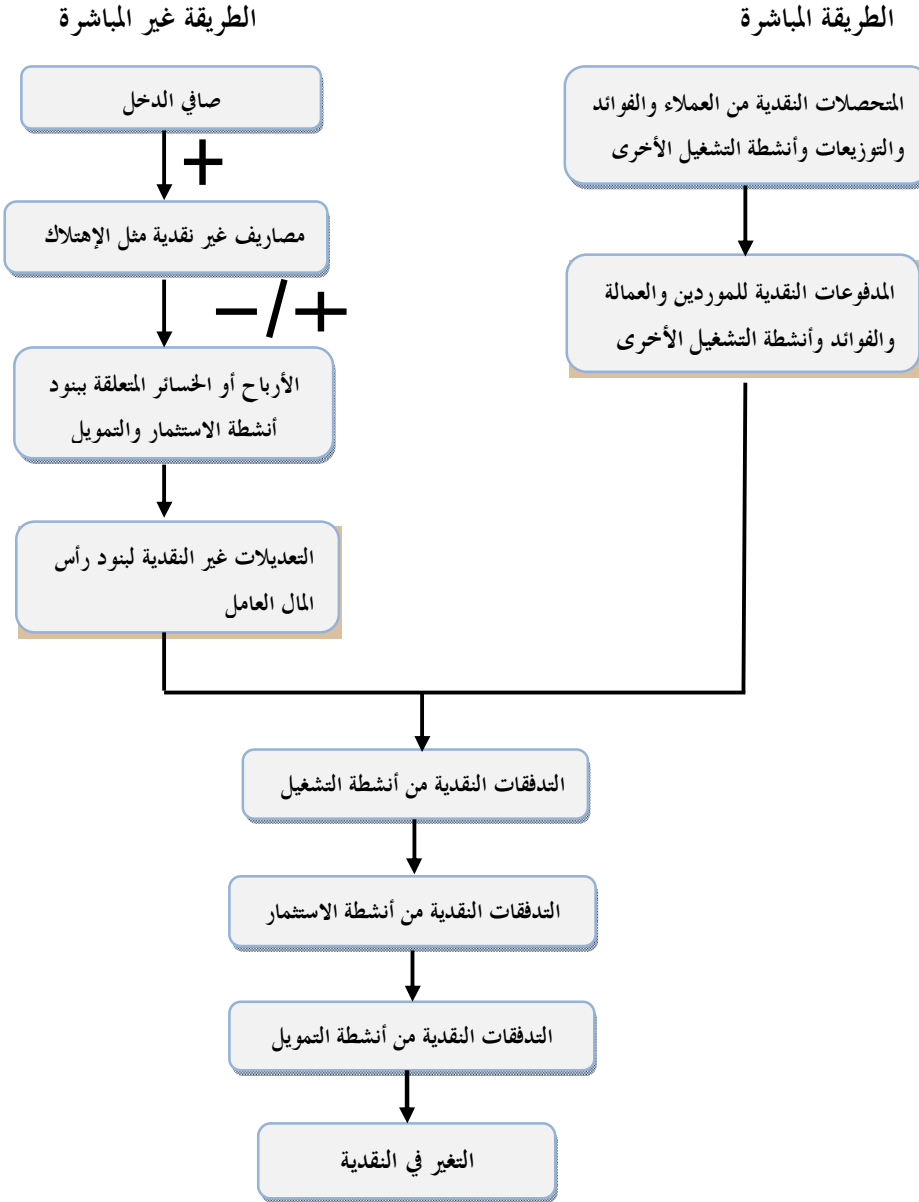 الطريقة المباشرة
الطريقة غير المباشرة
المتحصلات النقدية من العملاء والفوائد
والتوزيعات وأنشطة التشغيل الأخرى
المدفوعات النقدية للموردين والعمالة
والفوائد وأنشطة التشغيل الأخرى
صافي الدخل
+
مصاريف غير نقدية مثل الإهتلاك
+/−
الأرباح أو الخسائر المتعلقة ببنود
أنشطة الاستثمار والتمويل
التعديلات غير النقدية لبنود رأس
المال العامل
التدفقات النقدية من أنشطة التشغيل
التدفقات النقدية من أنشطة الاستثمار
التدفقات النقدية من أنشطة التمويل
التغير في النقدية